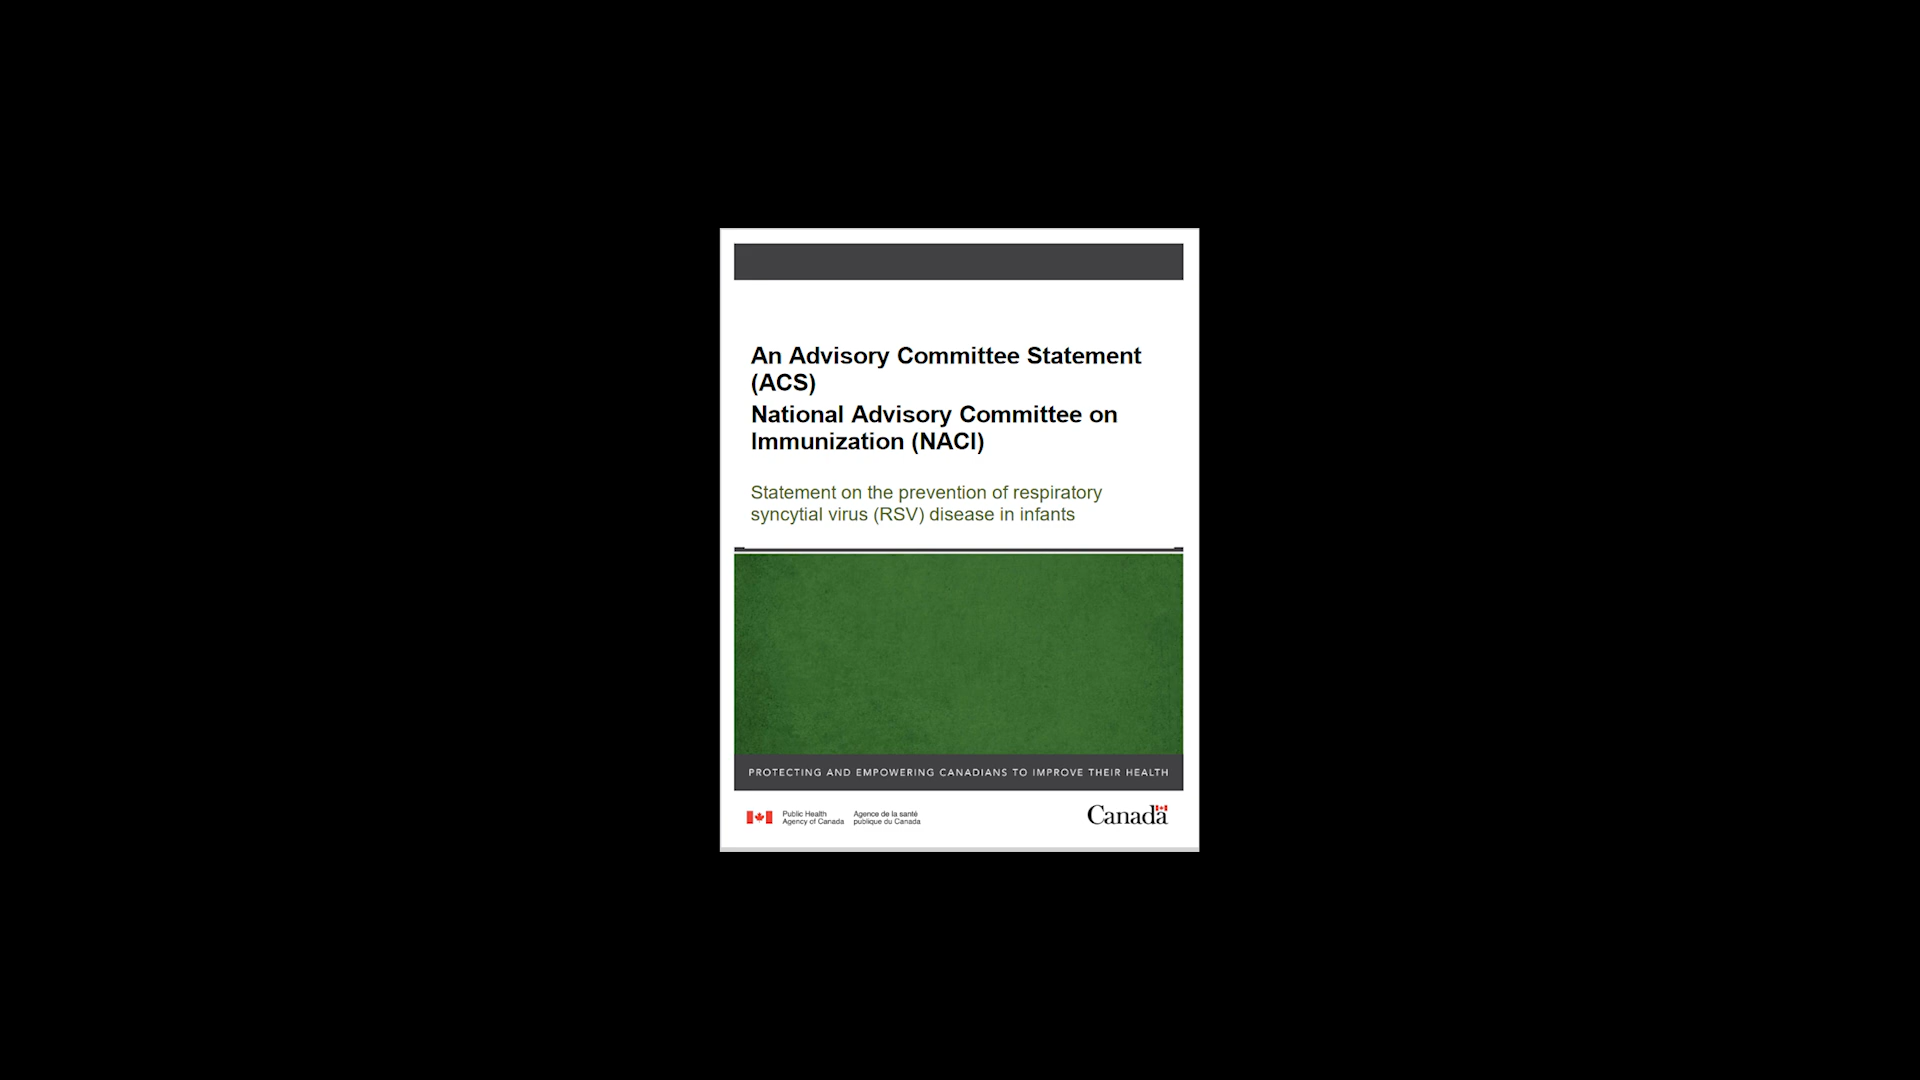 An Advisory Committee Statement
(ACS)
National Advisory Committee on
Immunization (NACI)
Statement on the prevention of respiratory
syncytial virus (RSV) disease in infants
PROTECTING AND EMPOWERING CANADIANS TO IMPROVE THEIR HEALTH
Public Health
Agency of Canada
Agence de la santé
publique du Canada
Canada